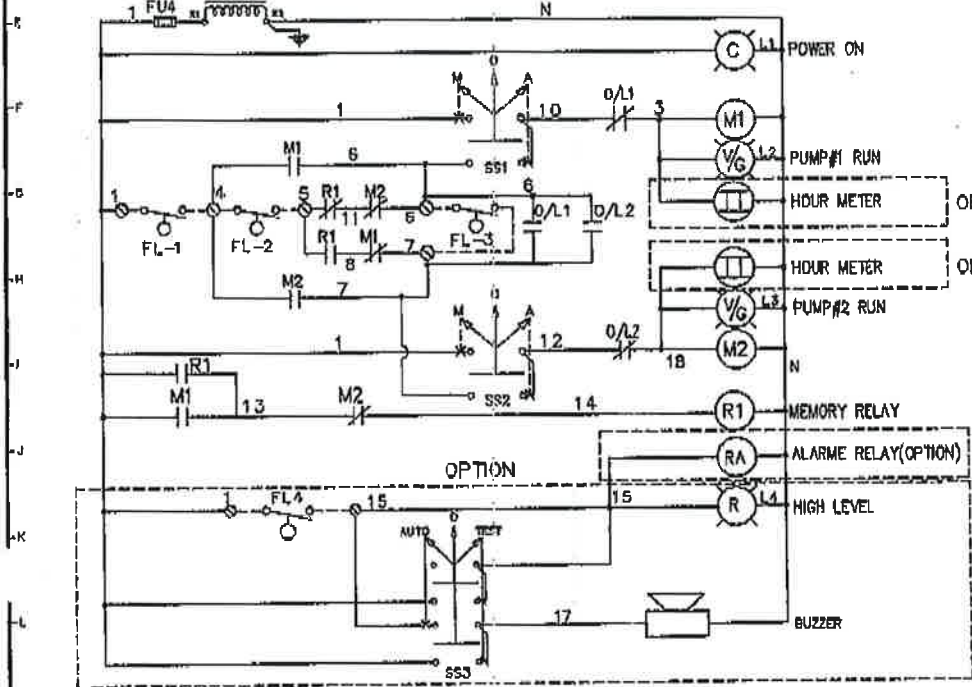 E
1
FU4
X1
X2
N
C
L1
POWER ON
F
0
M
A
1
10
O/L1
3
M1
SS1
V/G
L2
PUMP#1 RUN
M1
6
G
1
4
5
R1
M2
6
6
O/L1
O/L2
HOUR METER
FL-1
FL-2
11
FL-3
R1
M1
7
8
H
HOUR METER
M2
7
V/G
L3
PUMP#2 RUN
0
M
A
1
12
O/L2
18
M2
N
J
R1
SS2
M1
13
M2
14
R1
MEMORY RELAY
J
RA
ALARME RELAY(OPTION)
OPTION
1
FL4
15
15
R
L4
HIGH LEVEL
K
AUTO
0
TEST
L
17
BUZZER
SS3